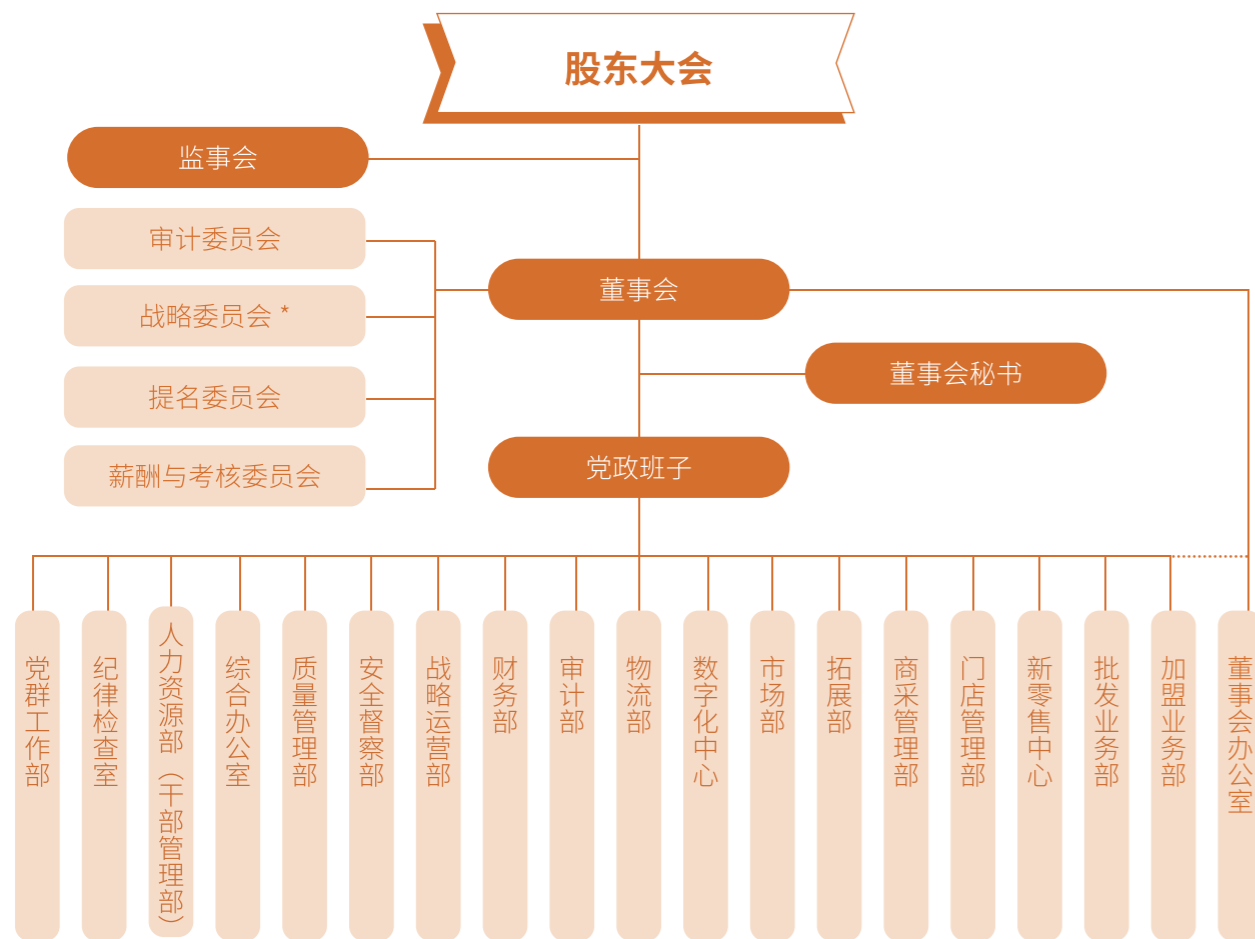 股东大会
监事会
审计委员会
董事会
战略委员会 *
董事会秘书
提名委员会
党政班子
薪酬与考核委员会
党群工作部
纪律检查室
人力资源部（干部管理部）
综合办公室
质量管理部
安全督察部
战略运营部
财务部
审计部
物流部
数字化中心
市场部
拓展部
商采管理部
门店管理部
新零售中心
批发业务部
加盟业务部
董事会办公室